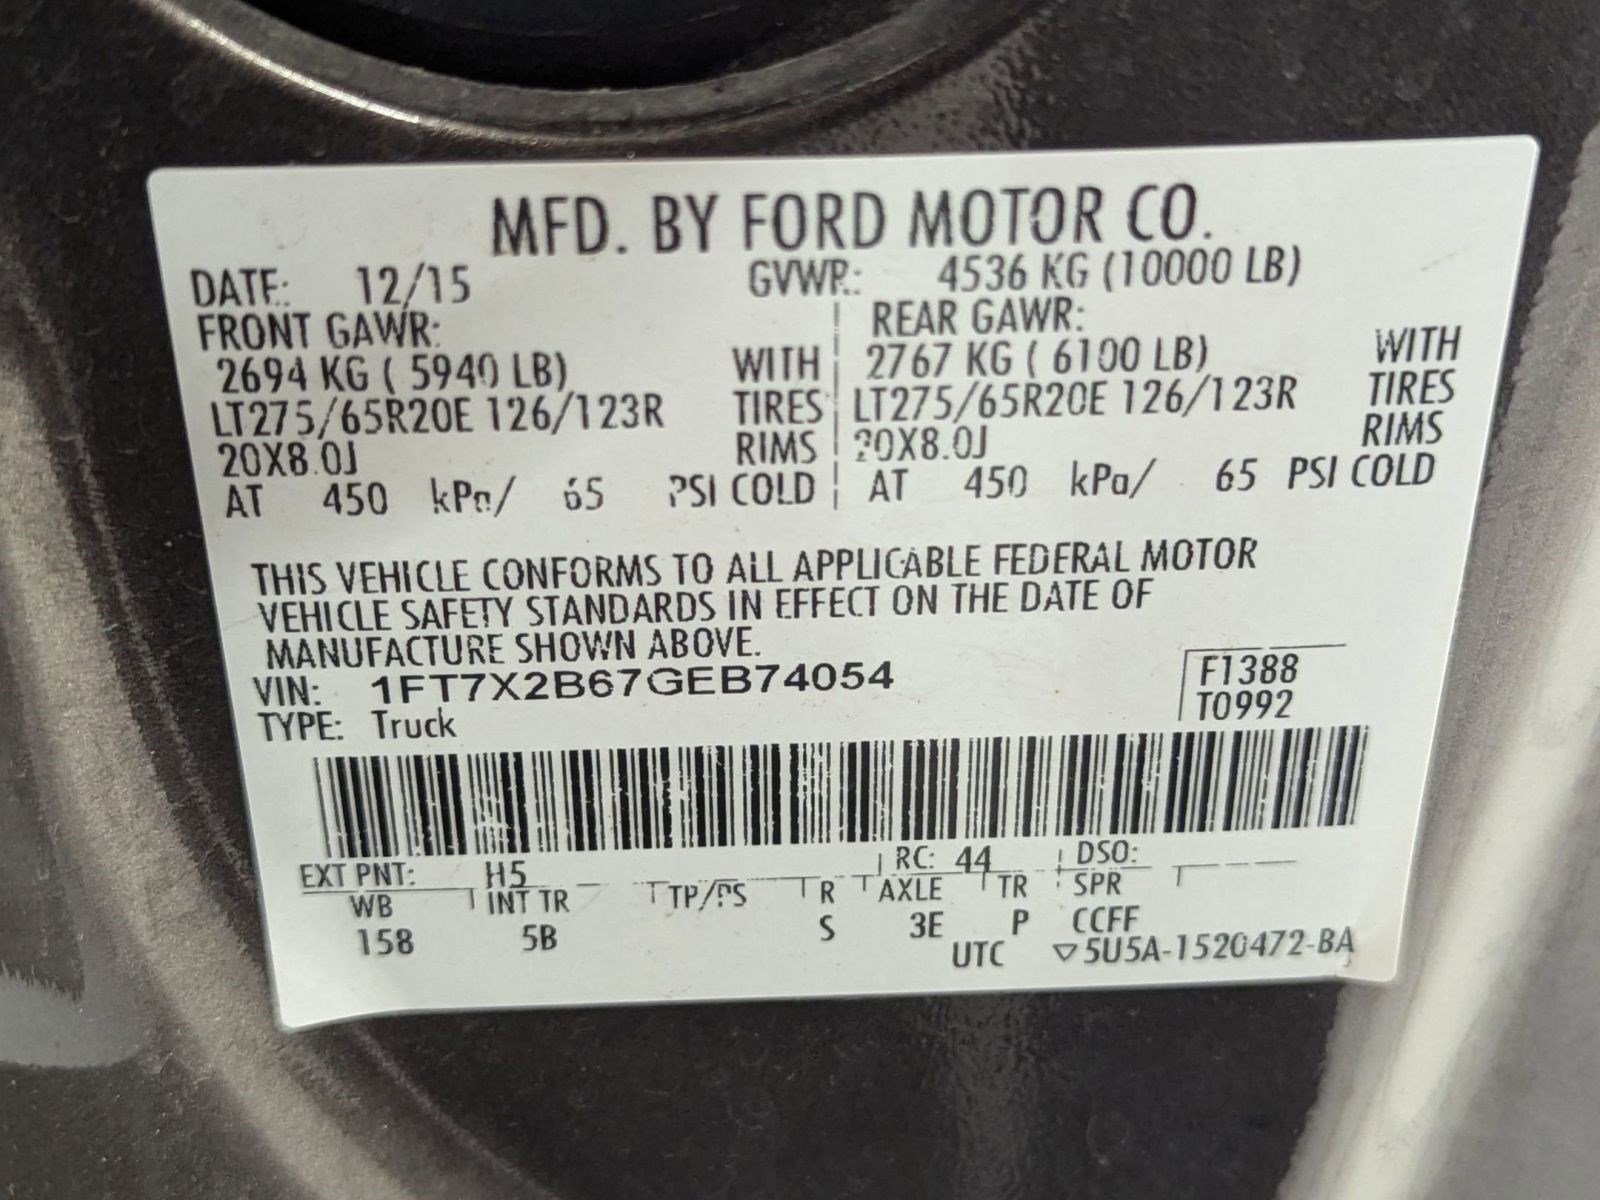 MFD. BY FORD MOTOR CO.
DATE: 12/15 GVWR: 4536 KG (10000 LB)
FRONT GAWR: REAR GAWR:
2694 KG ( 5940 LB) WITH 2767 KG ( 6100 LB) WITH
LT275/65R20E 126/123R TIRES LT275/65R20E 126/123R TIRES
20X8.0J RIMS 20X8.0J RIMS
AT 450 kPa/ 65 PSI COLD AT 450 kPa/ 65 PSI COLD
THIS VEHICLE CONFORMS TO ALL APPLICABLE FEDERAL MOTOR
VEHICLE SAFETY STANDARDS IN EFFECT ON THE DATE OF
MANUFACTURE SHOWN ABOVE.
VIN: 1FT7X2B67GEB74054 F1388
TYPE: Truck T0992
EXT PNT: H5 RC: 44 DSO:
WB INT TR TP/PS R AXLE TR SPR
158 5B S 3E P CCFF
UTC ▽5U5A-1520472-BA